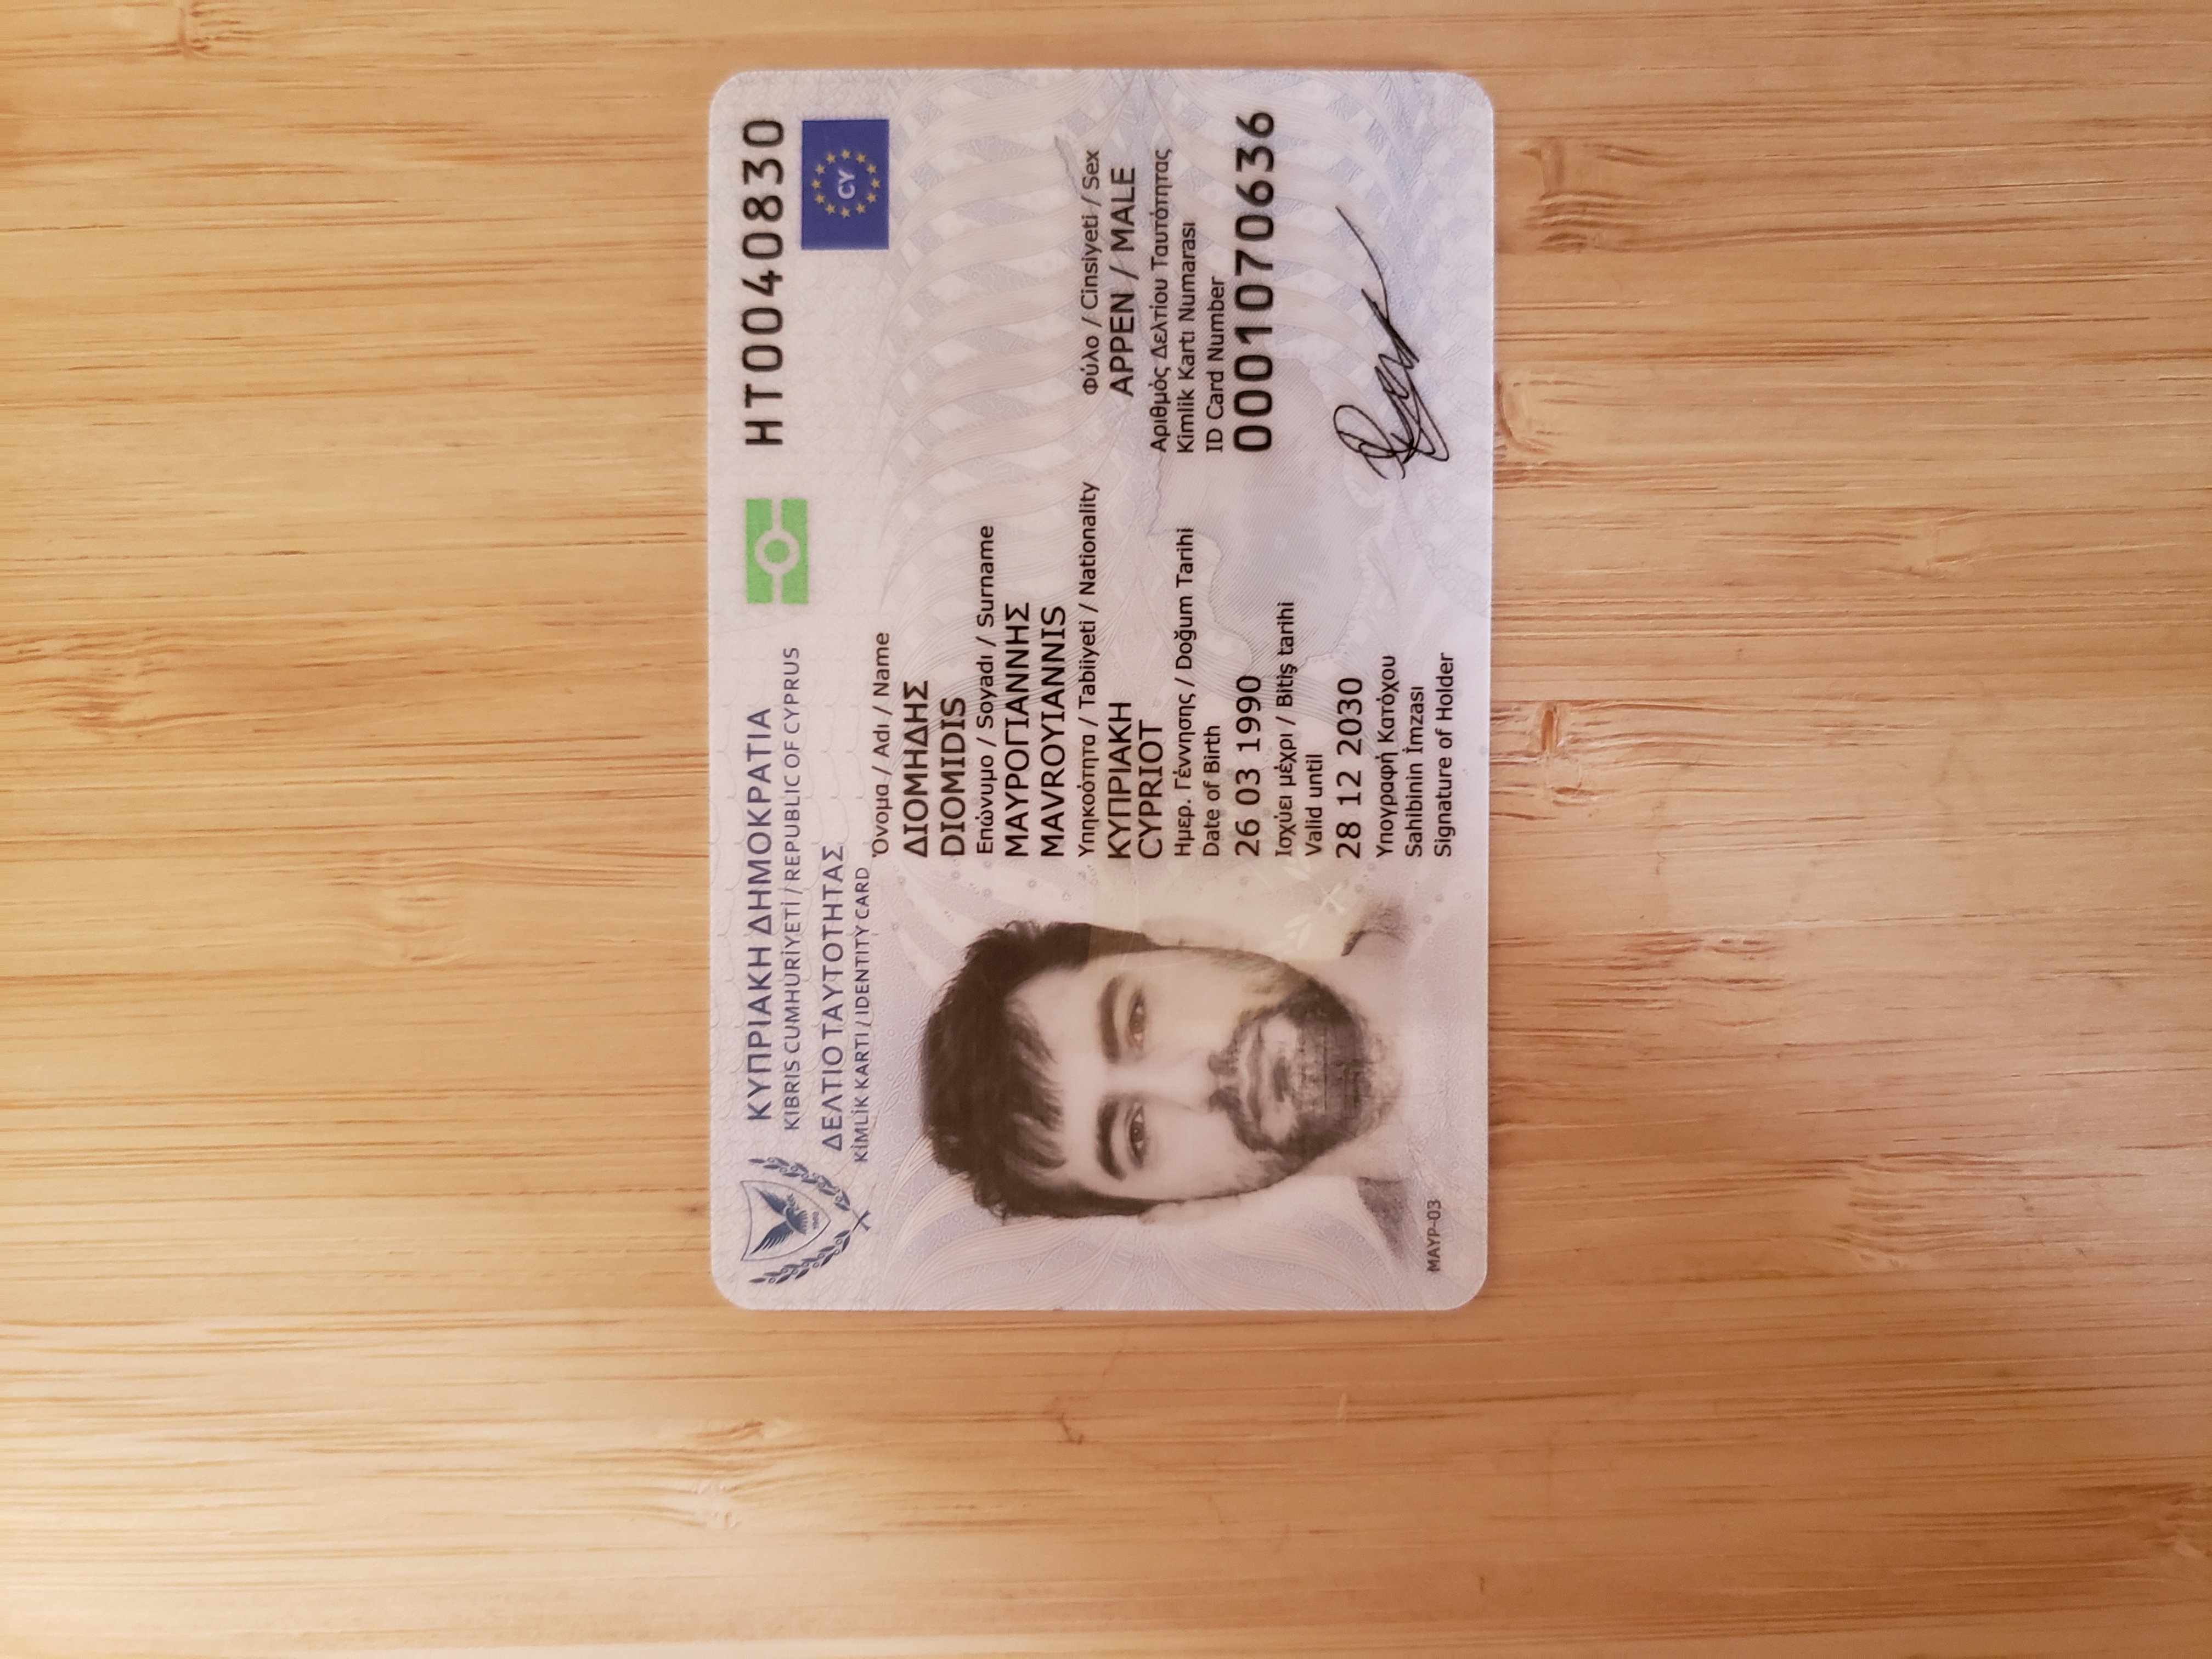 ΚΥΠΡΙΑΚΗ ΔΗΜΟΚΡΑΤΙΑ
KIBRIS CUMHURİYETİ / REPUBLIC OF CYPRUS
HT0040830
ΔΕΛΤΙΟ ΤΑΥΤΟΤΗΤΑΣ
KİMLİK KARTI / IDENTITY CARD
CY
1960
Όνομα / Adı / Name
ΔΙΟΜΗΔΗΣ
DIOMIDIS
Επώνυμο / Soyadı / Surname
ΜΑΥΡΟΓΙΑΝΝΗΣ
MAVROYIANNIS
Υπηκοότητα / Tabiiyeti / Nationality
ΚΥΠΡΙΑΚΗ
CYPRIOT
Φύλο / Cinsiyeti / Sex
ΑΡΡΕΝ / MALE
Ημερ. Γέννησης / Doğum Tarihi
Date of Birth
26 03 1990
Αριθμός Δελτίου Ταυτότητας
Kimlik Kartı Numarası
ID Card Number
0001070636
Ισχύει μέχρι / Bitiş tarihi
Valid until
28 12 2030
Υπογραφή Κατόχου
Sahibinin İmzası
Signature of Holder
ΜΑΥΡ-03